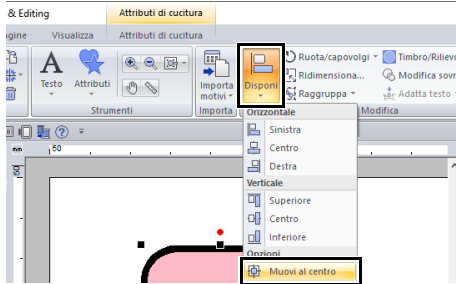 & Editing
Attributi di cucitura
Visualizza
Attributi di cucitura
Testo
Attributi
Importa
motivi
Disponi
Ruota/capovolgi
Timbro/Riliev
Ridimensiona...
Modifica sovr
Raggruppa
Adatta testo
Strumenti
Importa
Modifica
Orizzontale
Sinistra
Centro
Destra
Verticale
Superiore
Centro
Inferiore
Opzioni
Muovi al centro
mm
50